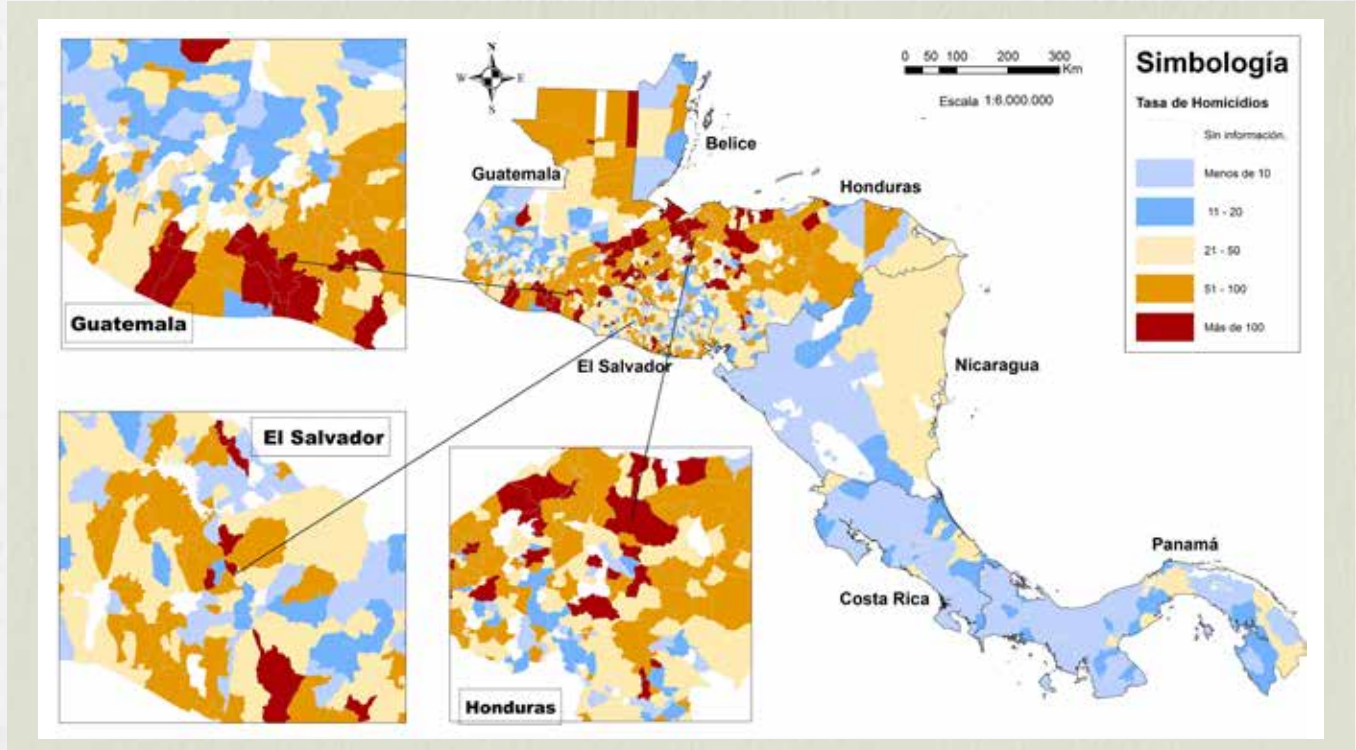 N
W E
S
0 50 100 200 300
Km
Escala 1:6.000.000
Simbología
Tasa de Homicidios
Sin información.
Menos de 10
11 - 20
21 - 50
51 - 100
Más de 100
Belice
Guatemala
Honduras
Guatemala
El Salvador
Nicaragua
El Salvador
Panamá
Costa Rica
Honduras